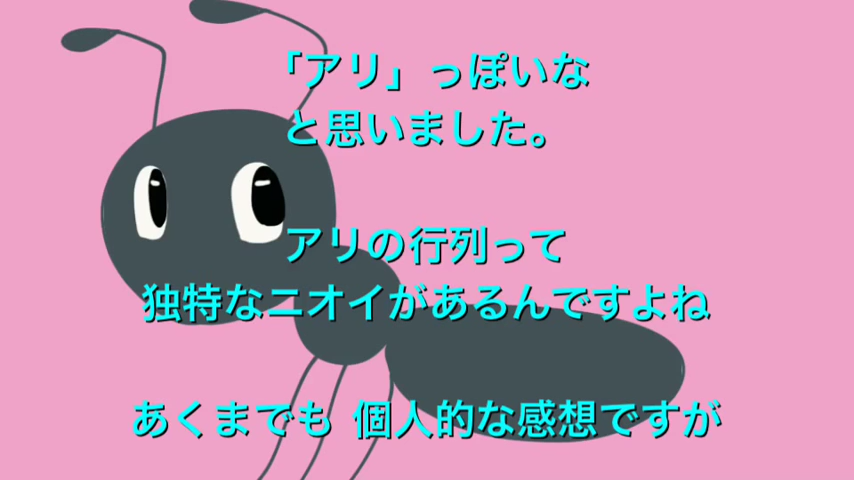 「アリ」っぽいな
と思いました。
アリの行列って
独特なニオイがあるんですよね
あくまでも 個人的な感想ですが